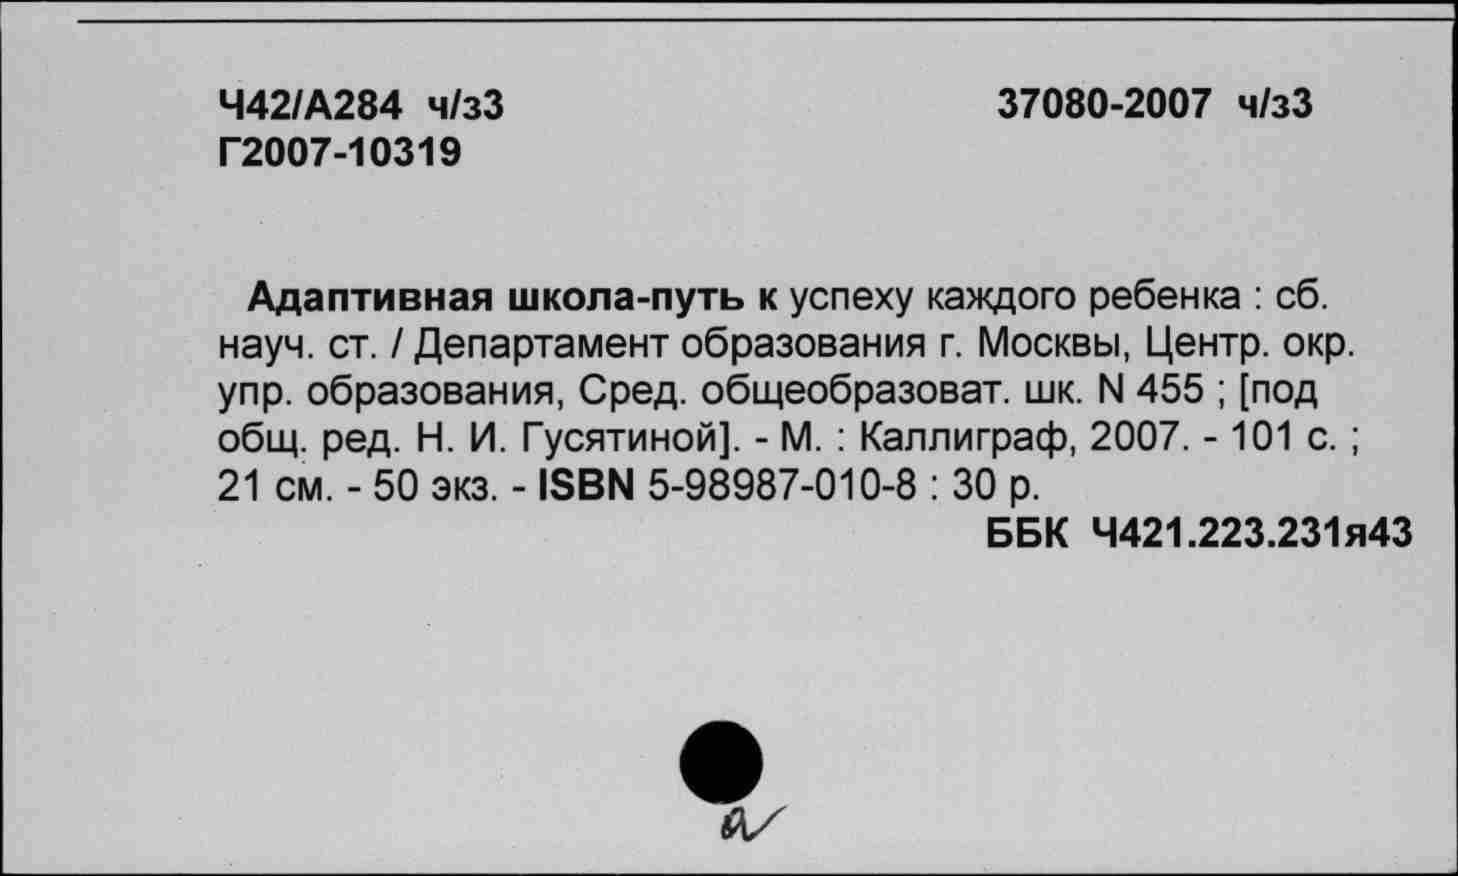 Ч42/А284 ч/з3 37080-2007 ч/з3
Г2007-10319
Адаптивная школа-путь к успеху каждого ребенка : сб.
науч. ст. / Департамент образования г. Москвы, Центр. окр.
упр. образования, Сред. общеобразоват. шк. N 455 ; [под
общ. ред. Н. И. Гусятиной]. - М. : Каллиграф, 2007. - 101 с. ;
21 см. - 50 экз. - ISBN 5-98987-010-8 : 30 р.
ББК Ч421.223.231я43